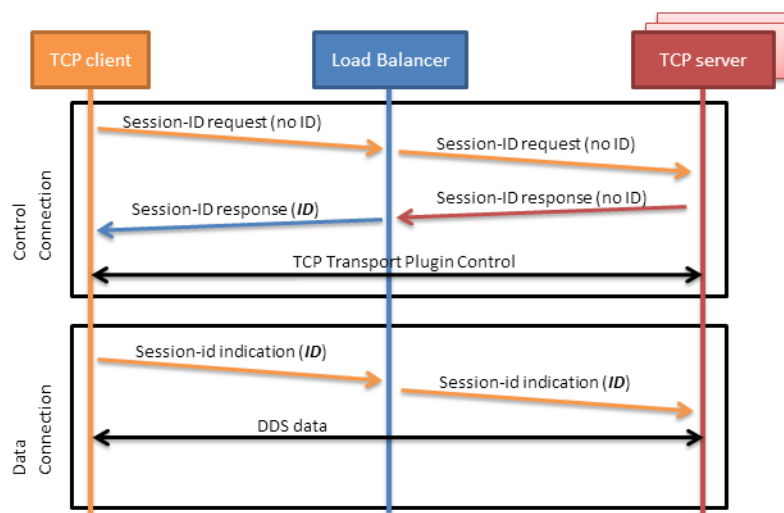 TCP client
Load Balancer
TCP server
Control
Connection
Session-ID request (no ID)
Session-ID request (no ID)
Session-ID response (no ID)
Session-ID response (ID)
TCP Transport Plugin Control
Data
Connection
Session-id indication (ID)
Session-id indication (ID)
DDS data